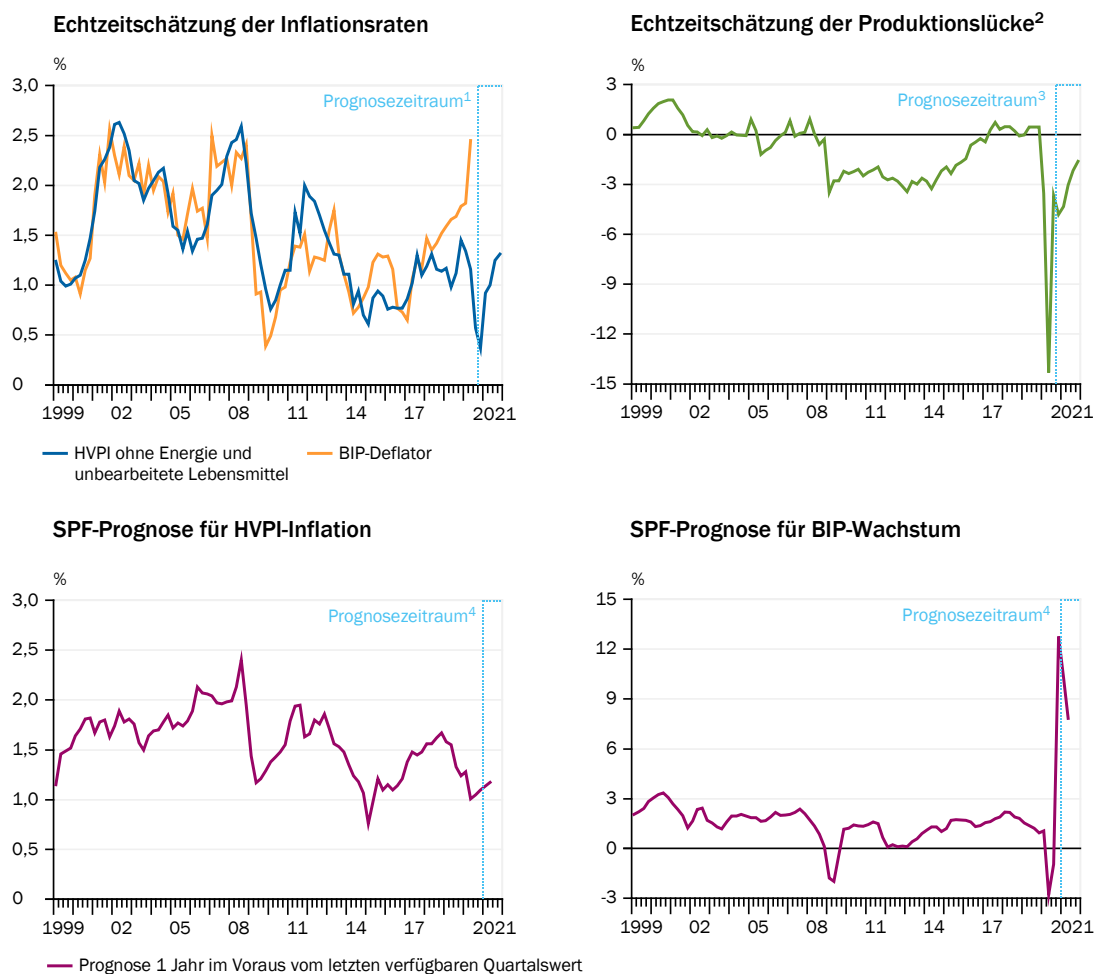 Echtzeitschätzung der Inflationsraten
%
3,0
2,5
2,0
1,5
1,0
0,5
0
Prognosezeitraum¹
1999 02 05 08 11 14 17 2021
HVPI ohne Energie und
unbearbeitete Lebensmittel
BIP-Deflator
Echtzeitschätzung der Produktionslücke²
%
3
0
-3
-6
-9
-12
-15
Prognosezeitraum³
1999 02 05 08 11 14 17 2021
SPF-Prognose für HVPI-Inflation
%
3,0
2,5
2,0
1,5
1,0
0,5
0
Prognosezeitraum⁴
1999 02 05 08 11 14 17 2021
SPF-Prognose für BIP-Wachstum
%
15
12
9
6
3
0
-3
Prognosezeitraum⁴
1999 02 05 08 11 14 17 2021
Prognose 1 Jahr im Voraus vom letzten verfügbaren Quartalswert